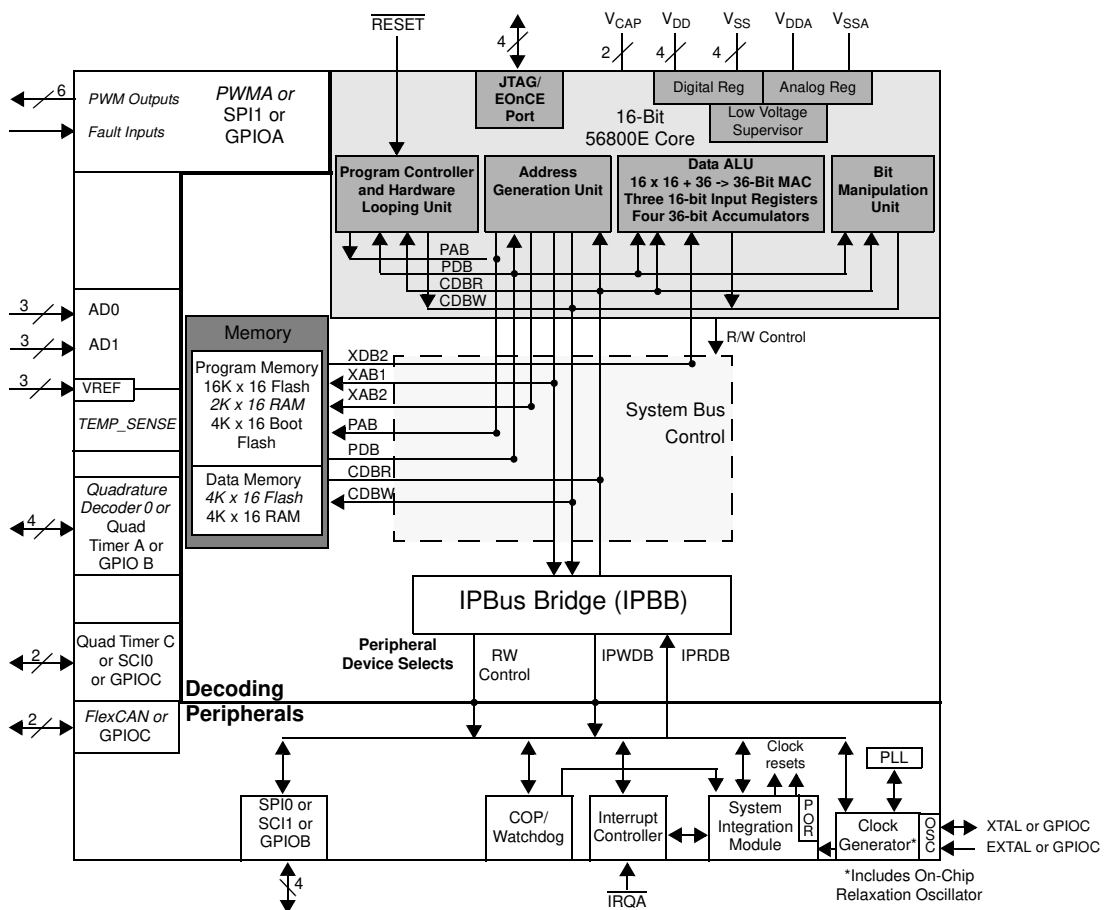 RESET
4
VCAP
VDD
VSS
VDDA
VSSA
2
4
4
6
PWM Outputs
Fault Inputs
PWMA or
SPI1 or
GPIOA
JTAG/
EOnCE
Port
Digital Reg
Analog Reg
Low Voltage
Supervisor
16-Bit
56800E Core
Program Controller
and Hardware
Looping Unit
Address
Generation Unit
Data ALU
16 x 16 + 36 -> 36-Bit MAC
Three 16-bit Input Registers
Four 36-bit Accumulators
Bit
Manipulation
Unit
PAB
PDB
CDBR
CDBW
3
AD0
3
AD1
3
VREF
TEMP_SENSE
Memory
Program Memory
16K x 16 Flash
2K x 16 RAM
4K x 16 Boot
Flash
Data Memory
4K x 16 Flash
4K x 16 RAM
XDB2
XAB1
XAB2
PAB
PDB
CDBR
CDBW
R/W Control
System Bus
Control
4
Quadrature
Decoder 0 or
Quad
Timer A or
GPIO B
IPBus Bridge (IPBB)
2
Quad Timer C
or SCI0
or GPIOC
Peripheral
Device Selects
RW
Control
IPWDB
IPRDB
Decoding
Peripherals
2
FlexCAN or
GPIOC
Clock
resets
PLL
SPI0 or
SCI1 or
GPIOB
COP/
Watchdog
Interrupt
Controller
System
Integration
Module
POR
Clock
Generator*
OSC
XTAL or GPIOC
EXTAL or GPIOC
4
IRQA
*Includes On-Chip
Relaxation Oscillator